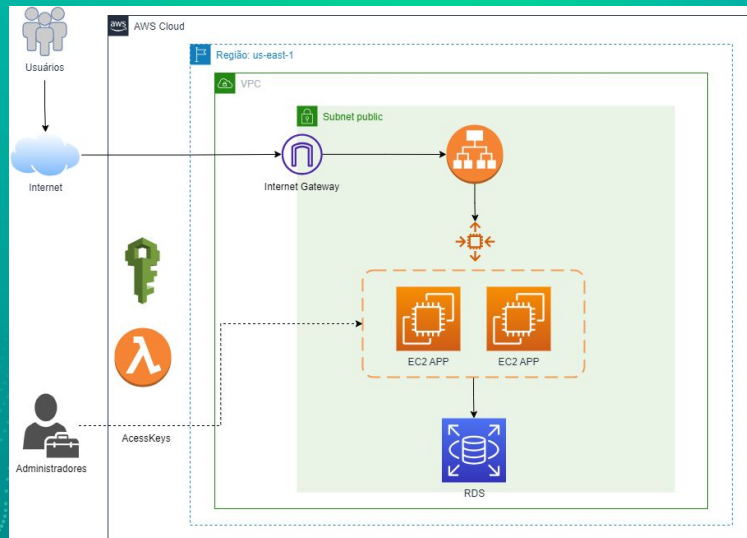 Usuários
aws
AWS Cloud
Região: us-east-1
VPC
Subnet public
Internet
Internet Gateway
EC2 APP
EC2 APP
AcessKeys
Administradores
RDS